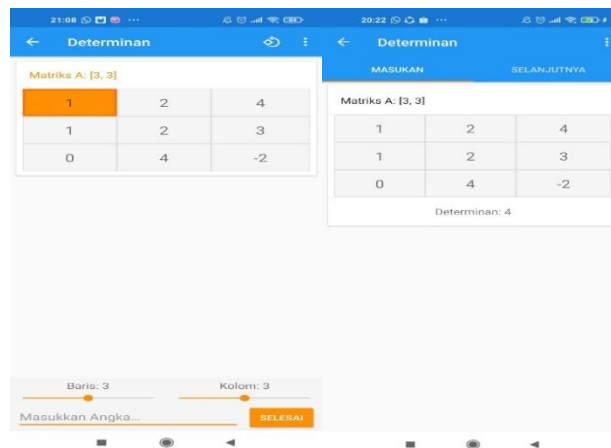 21:08
Determinan
Matriks A: [3, 3]
1 2 4
1 2 3
0 4 -2
Baris: 3 Kolom: 3
Masukkan Angka... SELESAI
20:22
Determinan
MASUKAN SELANJUTNYA
Matriks A: [3, 3]
1 2 4
1 2 3
0 4 -2
Determinan: 4